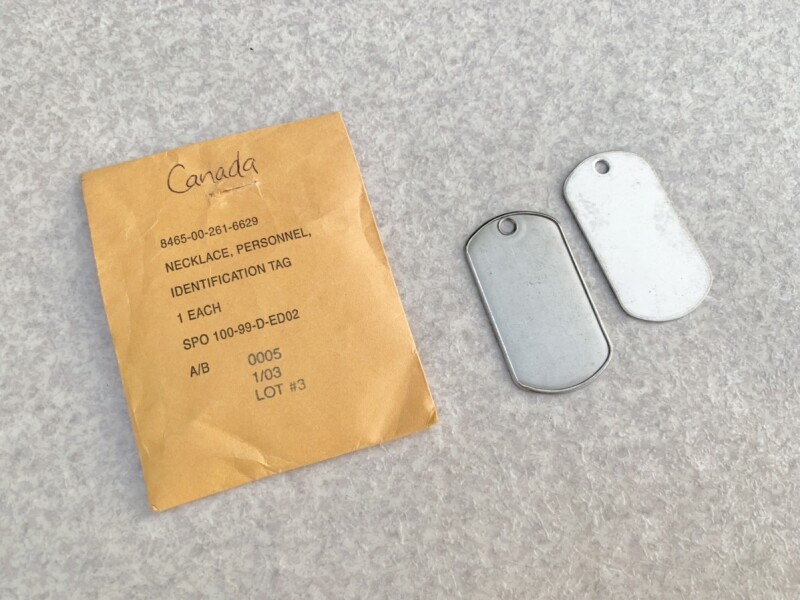 Canada
8465-00-261-6629
NECKLACE, PERSONNEL,
IDENTIFICATION TAG
1 EACH
SPO 100-99-D-ED02
A/B 0005
1/03
LOT #3